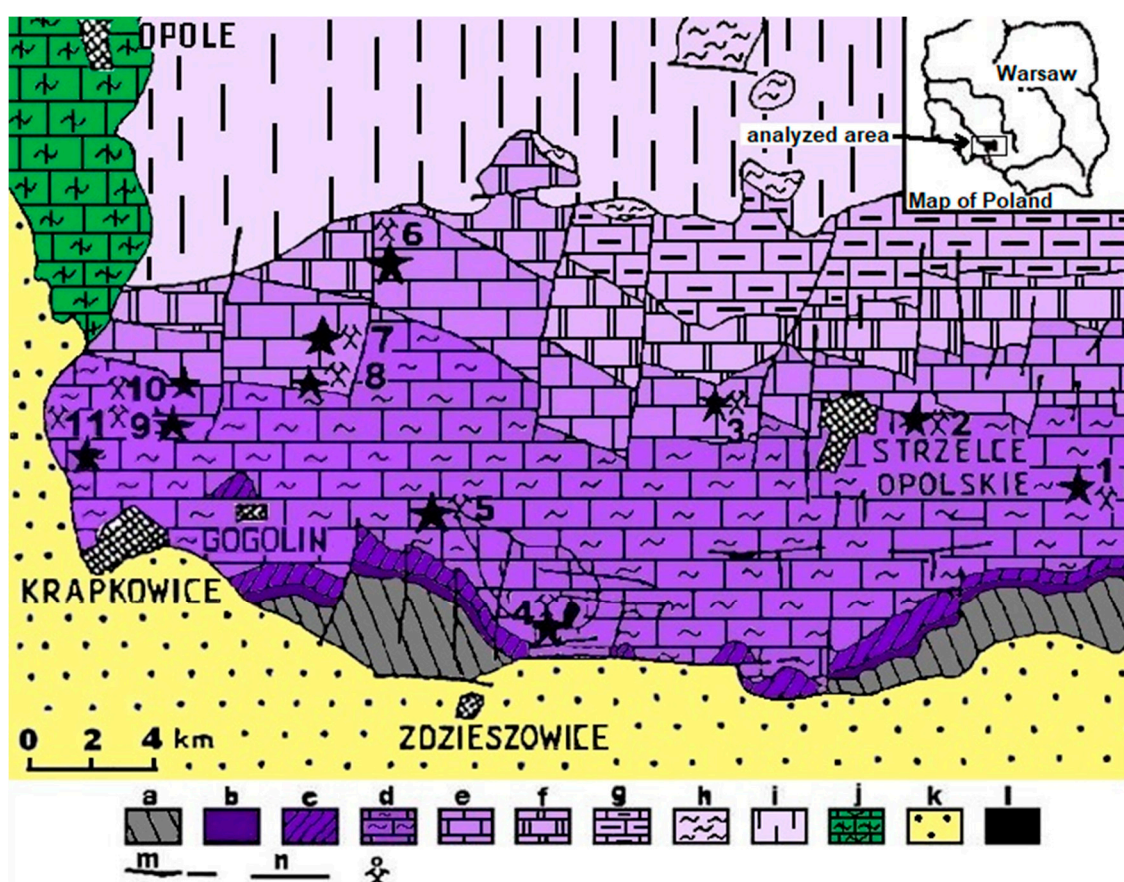 OPOLE
Warsaw
analyzed area
Map of Poland
6
7
8
10
11
9
3
2
STRZELCE
OPOLSKIE
1
5
GOGOLIN
KRAPKOWICE
4
ZDZIESZOWICE
0 2 4 km
a b c d e f g h i j k l
m n